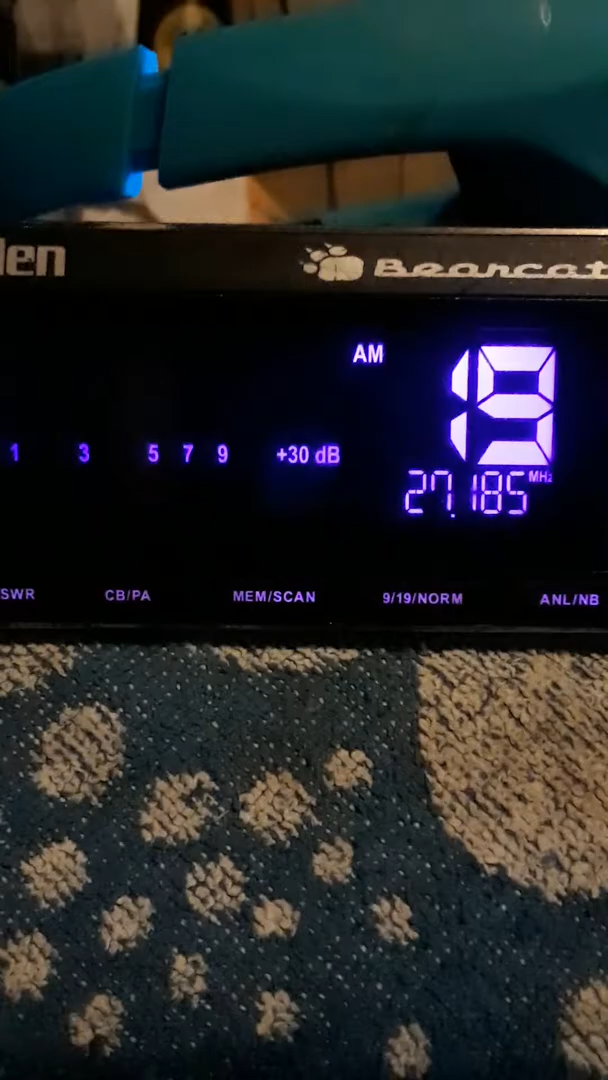 den Bearcat
AM
19
1 3 5 7 9 +30 dB
27.185 MHz
SWR CB/PA MEM/SCAN 9/19/NORM ANL/NB